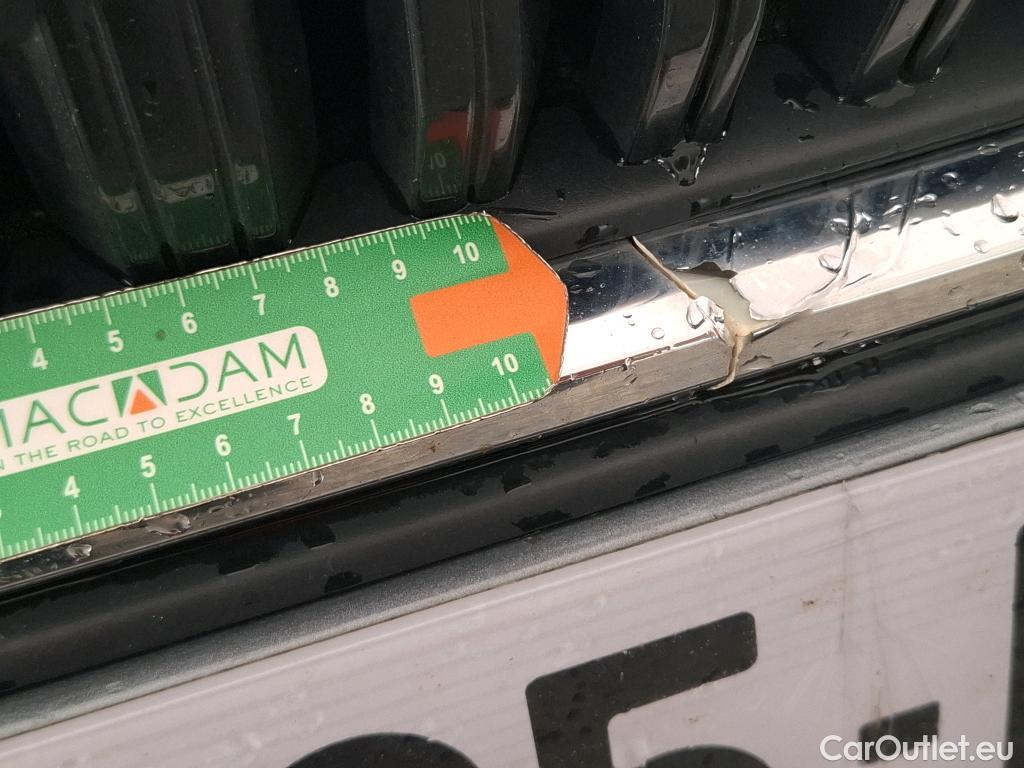 10
4 5 6 7 8 9 10
MACADAM
N THE ROAD TO EXCELLENCE
4 5 6 7 8 9 10
CarOutlet.eu